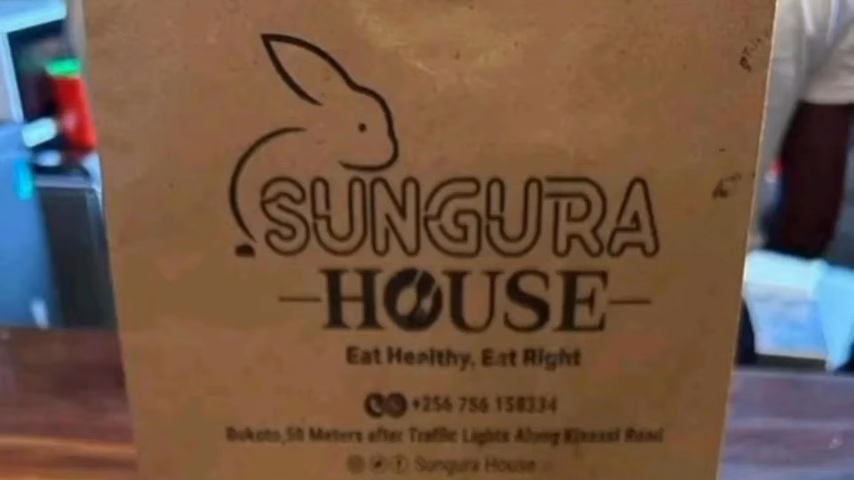 SUNGURA
HOUSE
Eat Healthy, Eat Right
+256 756 158334
Bukoto,50 Meters after Traffic Lights Along Kisaasi Road
Sungura House